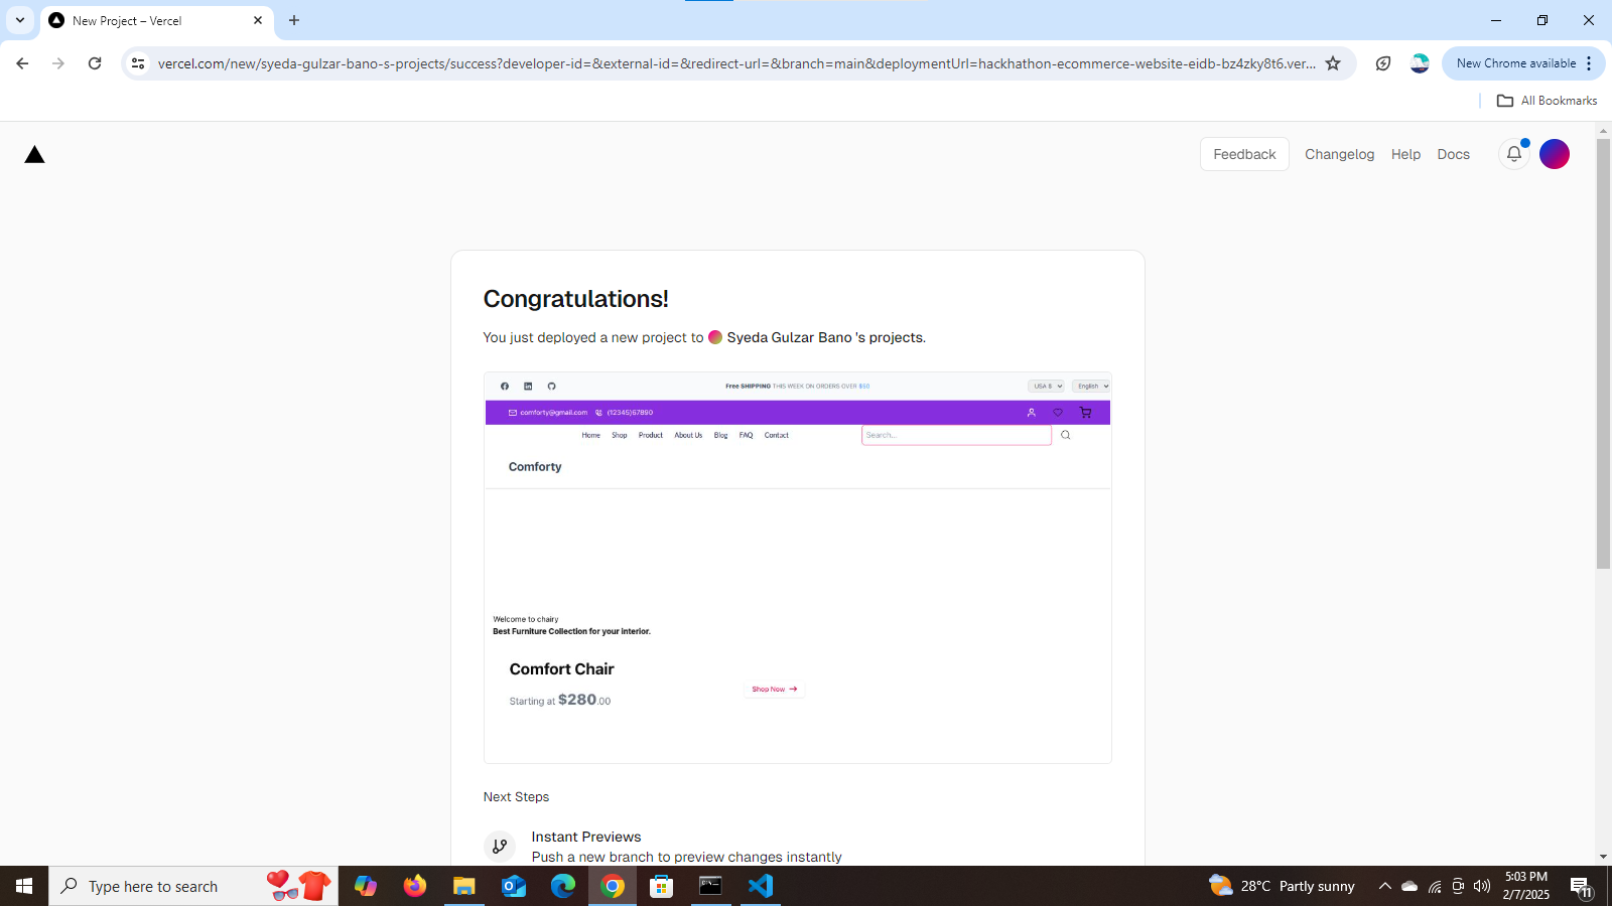 New Project – Vercel
vercel.com/new/syeda-gulzar-bano-s-projects/success?developer-id=&external-id=&redirect-url=&branch=main&deploymentUrl=hackhathon-ecommerce-website-eidb-bz4zky8t6.ver...
New Chrome available
All Bookmarks
Feedback Changelog Help Docs
Congratulations!
You just deployed a new project to Syeda Gulzar Bano 's projects.
Free SHIPPING THIS WEEK ON ORDERS OVER $50
USA $ English
comforty@gmail.com (12345)67890
Home Shop Product About Us Blog FAQ Contact Search...
Comforty
Welcome to chairy
Best Furniture Collection for your interior.
Comfort Chair
Shop Now →
Starting at $280.00
Next Steps
Instant Previews
Push a new branch to preview changes instantly
Type here to search
28°C Partly sunny
5:03 PM
2/7/2025
11